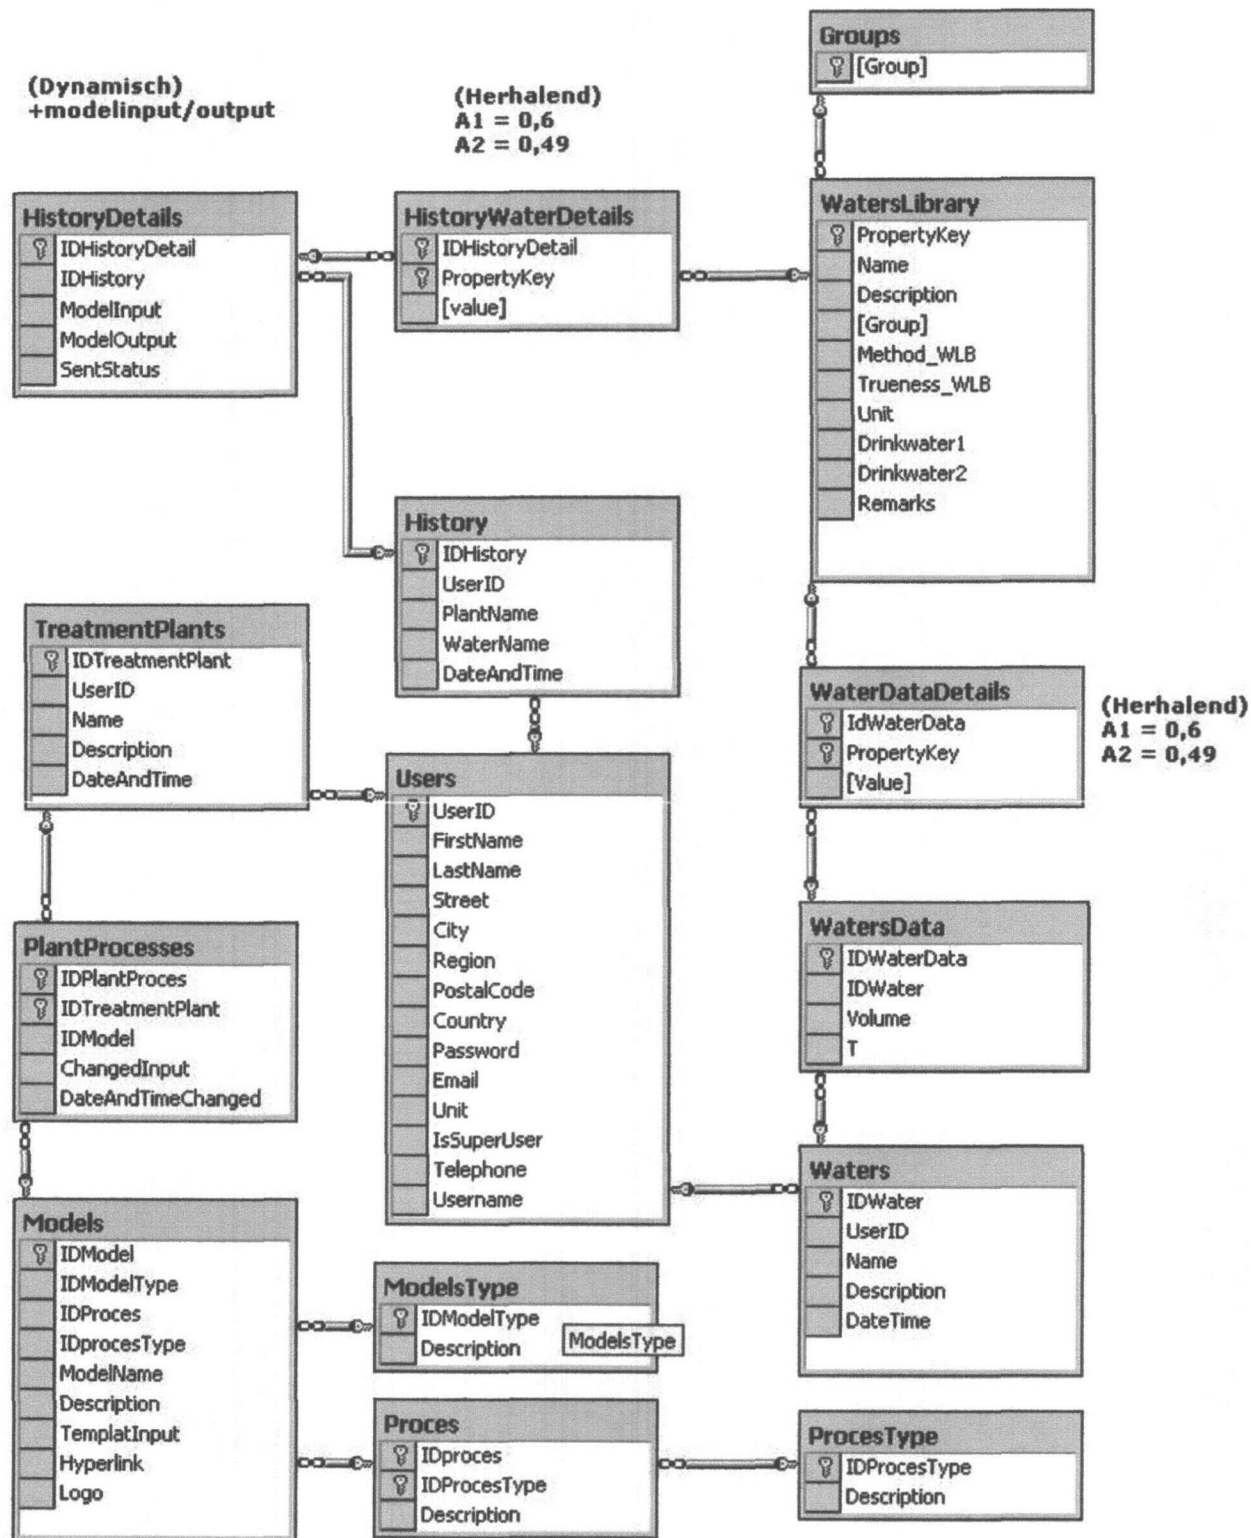 (Dynamisch)
+modelinput/output
(Herhalend)
A1 = 0,6
A2 = 0,49
Groups
[Group]
HistoryDetails
IDHistoryDetail
IDHistory
ModelInput
ModelOutput
SentStatus
HistoryWaterDetails
IDHistoryDetail
PropertyKey
[value]
WatersLibrary
PropertyKey
Name
Description
[Group]
Method_WLB
Trueness_WLB
Unit
Drinkwater1
Drinkwater2
Remarks
History
IDHistory
UserID
PlantName
WaterName
DateAndTime
TreatmentPlants
IDTreatmentPlant
UserID
Name
Description
DateAndTime
Users
UserID
FirstName
LastName
Street
City
Region
PostalCode
Country
Password
Email
Unit
IsSuperUser
Telephone
Username
WaterDataDetails
IdWaterData
PropertyKey
[Value]
(Herhalend)
A1 = 0,6
A2 = 0,49
PlantProcesses
IDPlantProces
IDTreatmentPlant
IDModel
ChangedInput
DateAndTimeChanged
WatersData
IDWaterData
IDWater
Volume
T
Waters
IDWater
UserID
Name
Description
DateTime
Models
IDModel
IDModelType
IDProces
IDprocesType
ModelName
Description
TemplatInput
Hyperlink
Logo
ModelsType
IDModelType
Description
ModelsType
Proces
IDproces
IDProcesType
Description
ProcesType
IDProcesType
Description